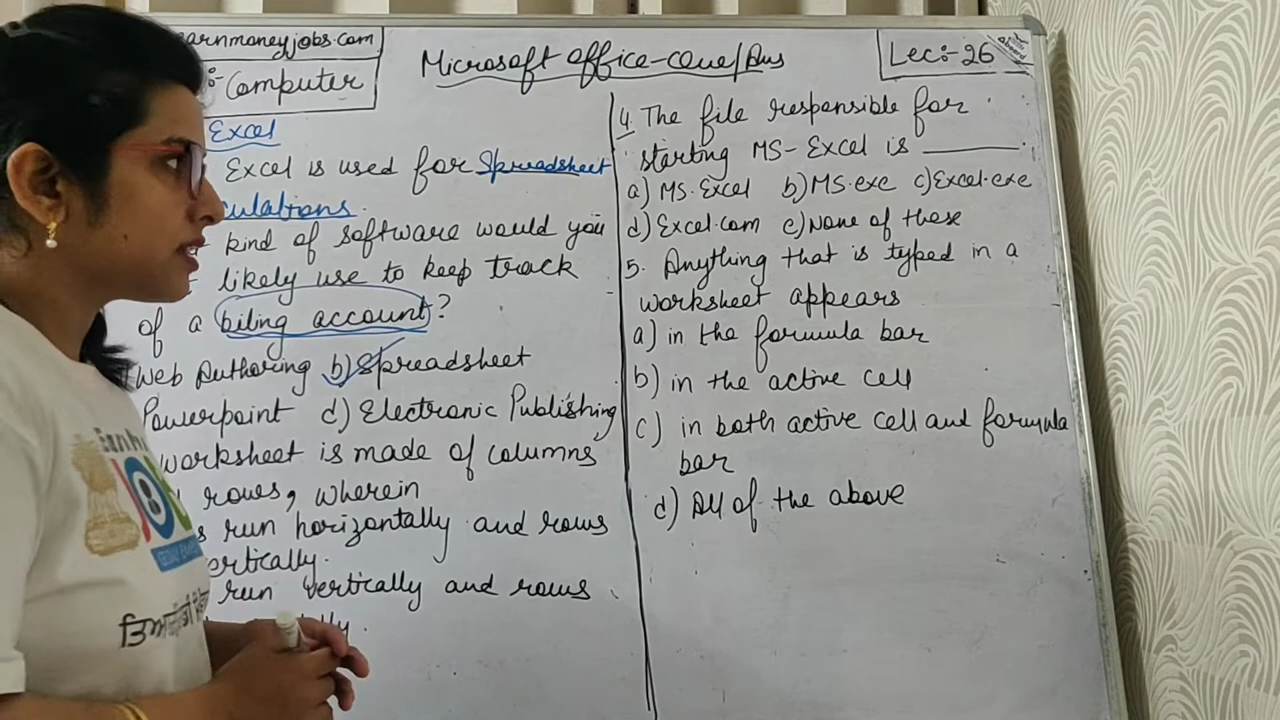 arnmoneyjobs.com
Microsoft Office-
Lec:-26
:- Computer
Excel
Excel is used for Spreadsheet
culations.
kind of software would you
likely use to keep track
of a biling account?
Web Authoring b) Spreadsheet
Powerpoint d) Electronic Publishing
worksheet is made of columns
rows, wherein
s run horizontally and rows
ertically.
run vertically and rows
ally.
4. The file responsible for
starting MS-Excel is ______.
a) MS.Excel b) MS.exe c) Excel.exe
d) Excel.com e) None of these
5. Anything that is typed in a
worksheet appears
a) in the formula bar
b) in the active cell
c) in both active cell and formula
bar
d) All of the above